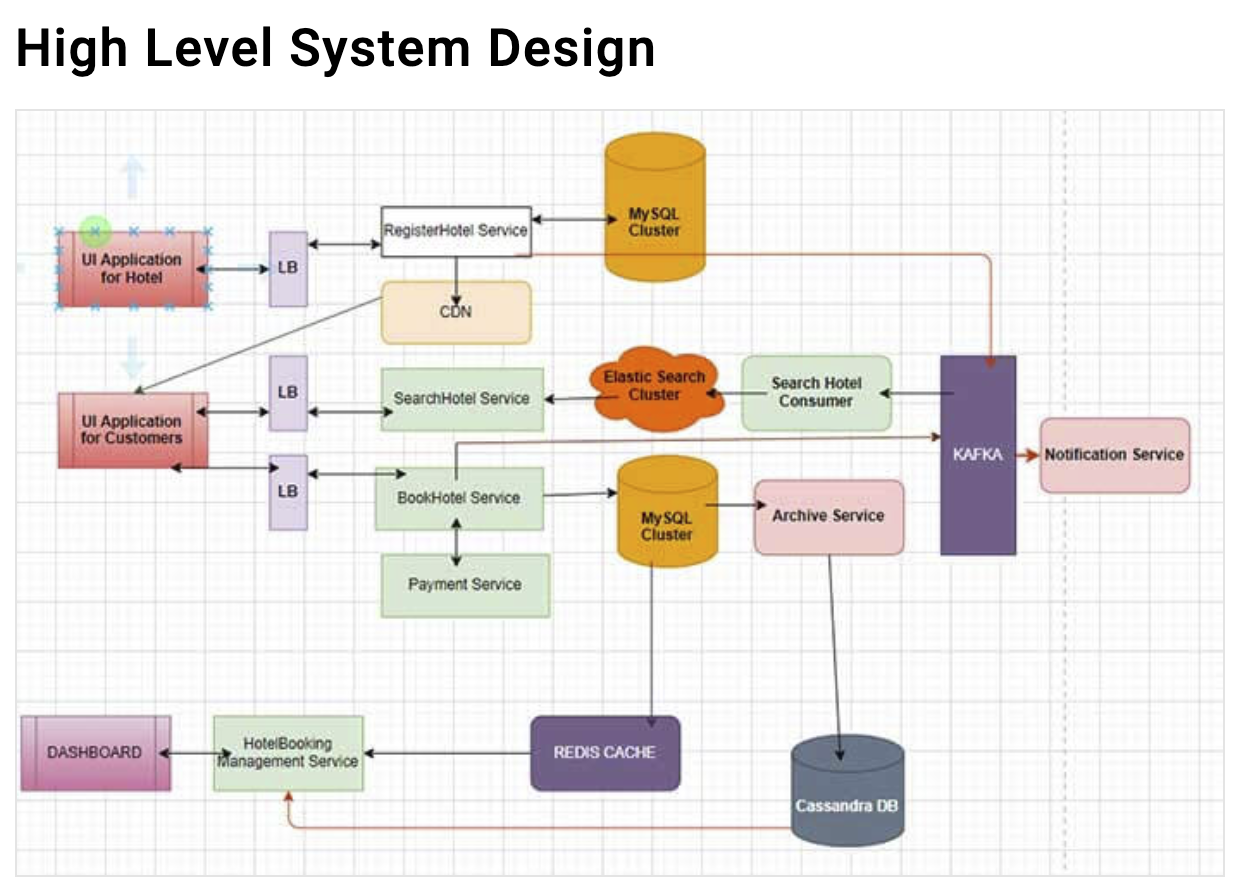 High Level System Design
MySQL
Cluster
RegisterHotel Service
UI Application
for Hotel
LB
CDN
Elastic Search
Cluster
Search Hotel
Consumer
LB
SearchHotel Service
UI Application
for Customers
KAFKA
Notification Service
LB
BookHotel Service
MySQL
Cluster
Archive Service
Payment Service
DASHBOARD
HotelBooking
Management Service
REDIS CACHE
Cassandra DB